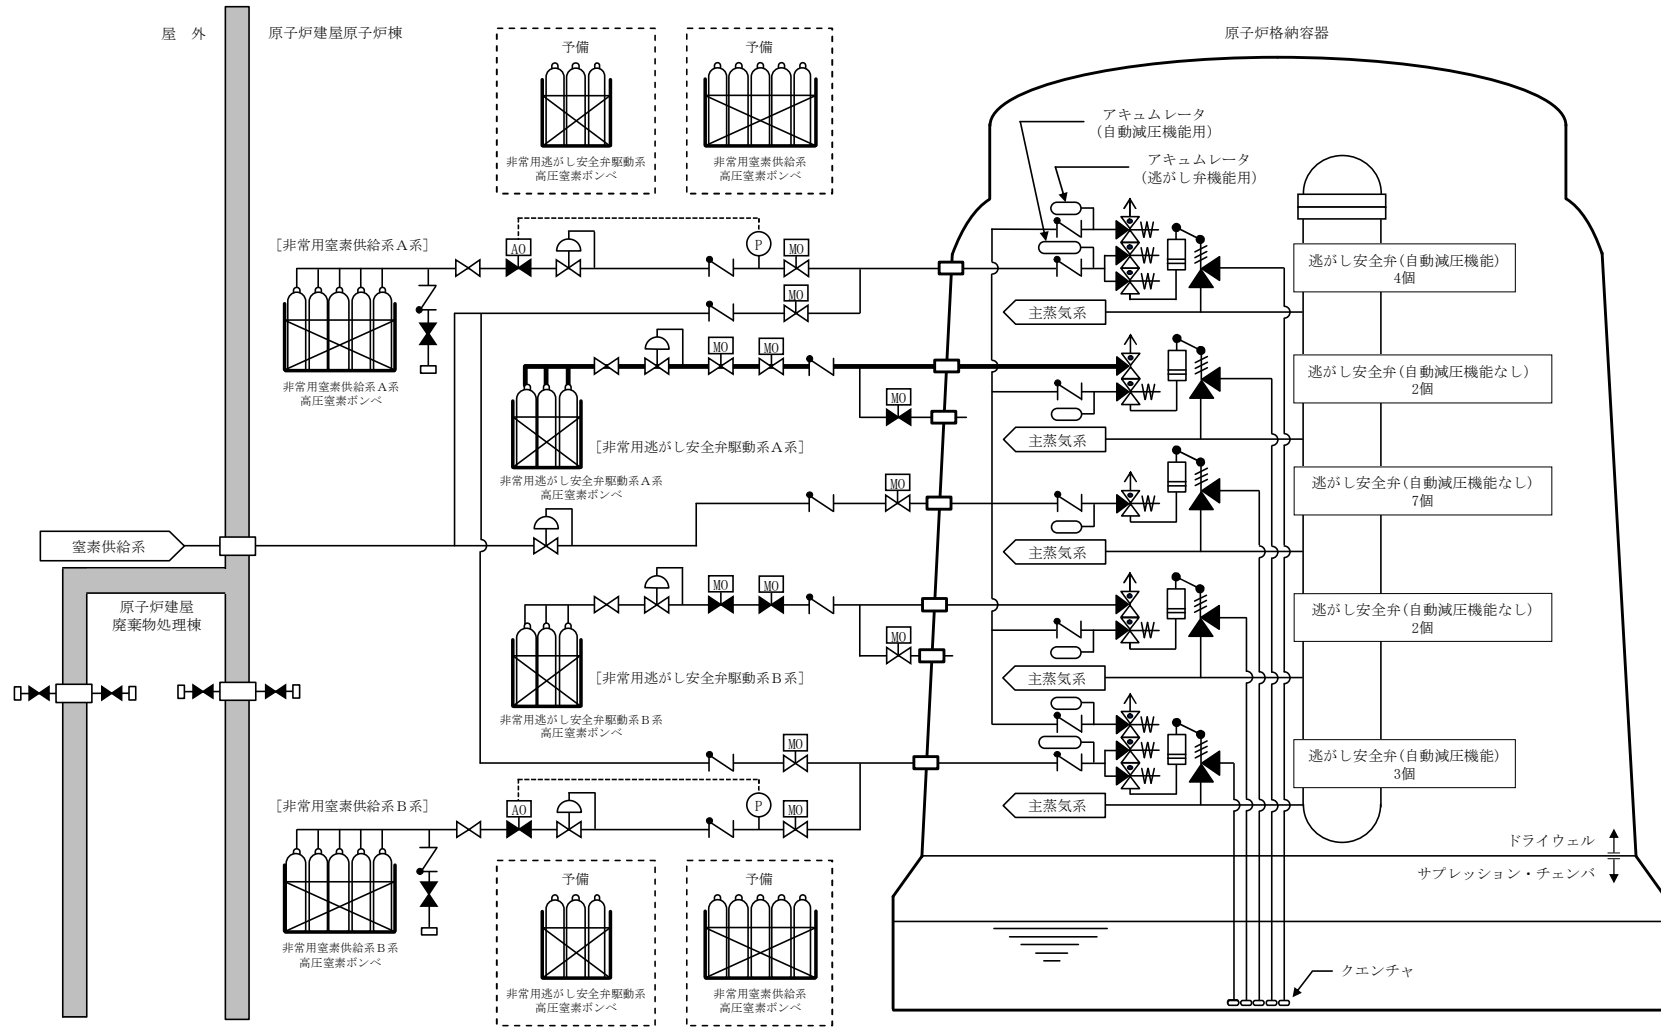 屋　外
原子炉建屋原子炉棟
予備
非常用逃がし安全弁駆動系
高圧窒素ボンベ
予備
非常用窒素供給系
高圧窒素ボンベ
原子炉格納容器
アキュムレータ
(自動減圧機能用)
アキュムレータ
(逃がし弁機能用)
[非常用窒素供給系A系]
AO
P
MO
MO
非常用窒素供給系A系
高圧窒素ボンベ
逃がし安全弁(自動減圧機能)
4個
主蒸気系
MO
MO
MO
[非常用逃がし安全弁駆動系A系]
非常用逃がし安全弁駆動系A系
高圧窒素ボンベ
逃がし安全弁(自動減圧機能なし)
2個
主蒸気系
MO
逃がし安全弁(自動減圧機能なし)
7個
主蒸気系
窒素供給系
原子炉建屋
廃棄物処理棟
MO
MO
MO
[非常用逃がし安全弁駆動系B系]
非常用逃がし安全弁駆動系B系
高圧窒素ボンベ
逃がし安全弁(自動減圧機能なし)
2個
主蒸気系
MO
逃がし安全弁(自動減圧機能)
3個
主蒸気系
[非常用窒素供給系B系]
AO
P
MO
非常用窒素供給系B系
高圧窒素ボンベ
ドライウェル
サプレッション・チェンバ
予備
非常用逃がし安全弁駆動系
高圧窒素ボンベ
予備
非常用窒素供給系
高圧窒素ボンベ
クエンチャ